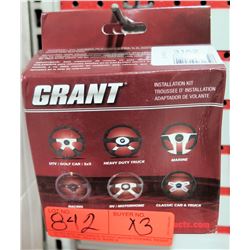 GRANT
INSTALLATION KIT
TROUSSEE D' INSTALLATION
ADAPTADOR DE VOLANTE
UTV / GOLF CAR / 5x5
HEAVY DUTY TRUCK
MARINE
RACING
RV / MOTORHOME
CLASSIC CAR & TRUCK
842
BUYER NO.
X3